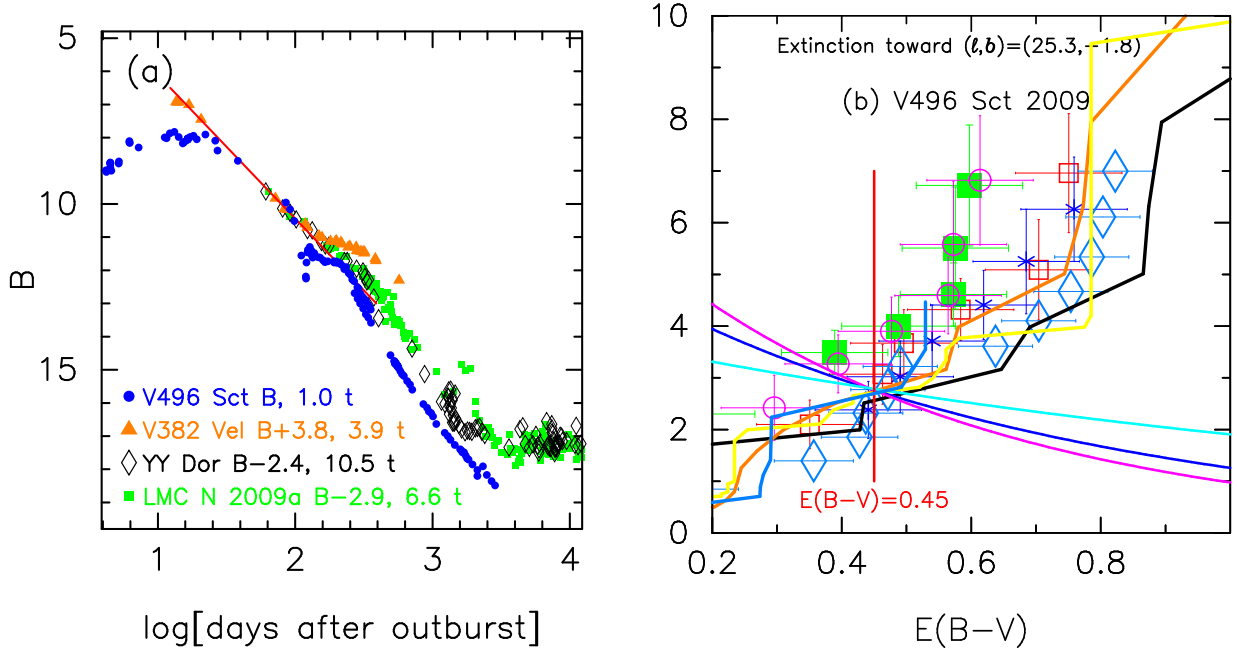 (a)
5
10
15
B
V496 Sct B, 1.0 t
V382 Vel B+3.8, 3.9 t
YY Dor B−2.4, 10.5 t
LMC N 2009a B−2.9, 6.6 t
1 2 3 4
log[days after outburst]
Extinction toward (l,b)=(25.3,−1.8)
(b) V496 Sct 2009
10
8
6
4
2
0
E(B−V)=0.45
0.2 0.4 0.6 0.8
E(B−V)